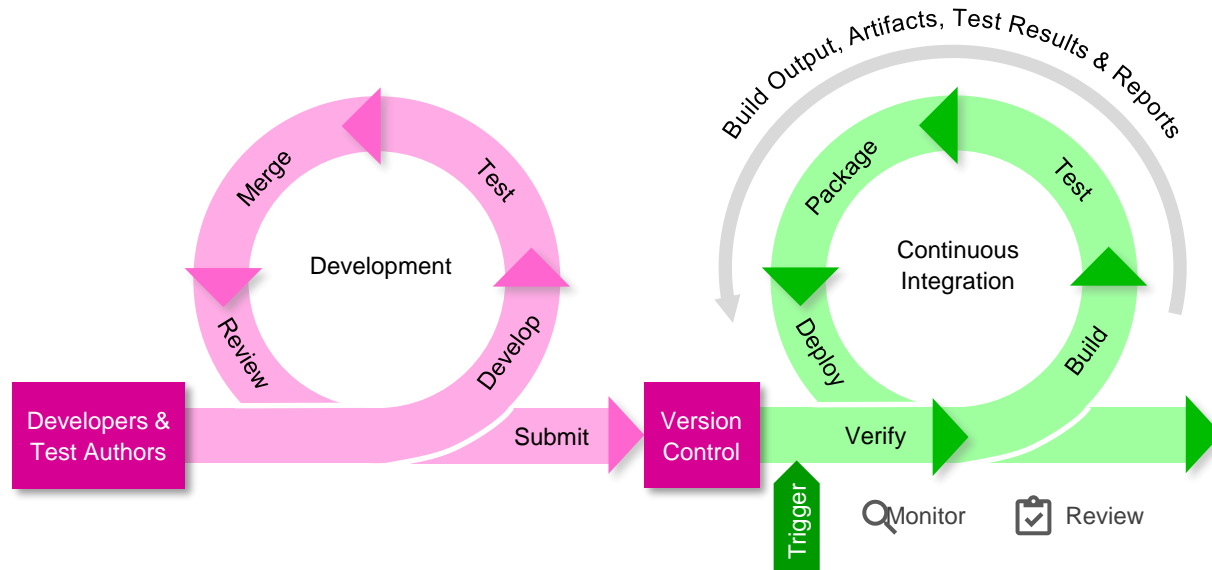 Build Output, Artifacts, Test Results & Reports
Merge
Test
Development
Review
Develop
Developers &
Test Authors
Submit
Package
Test
Continuous
Integration
Deploy
Build
Version
Control
Verify
Trigger
Monitor
Review